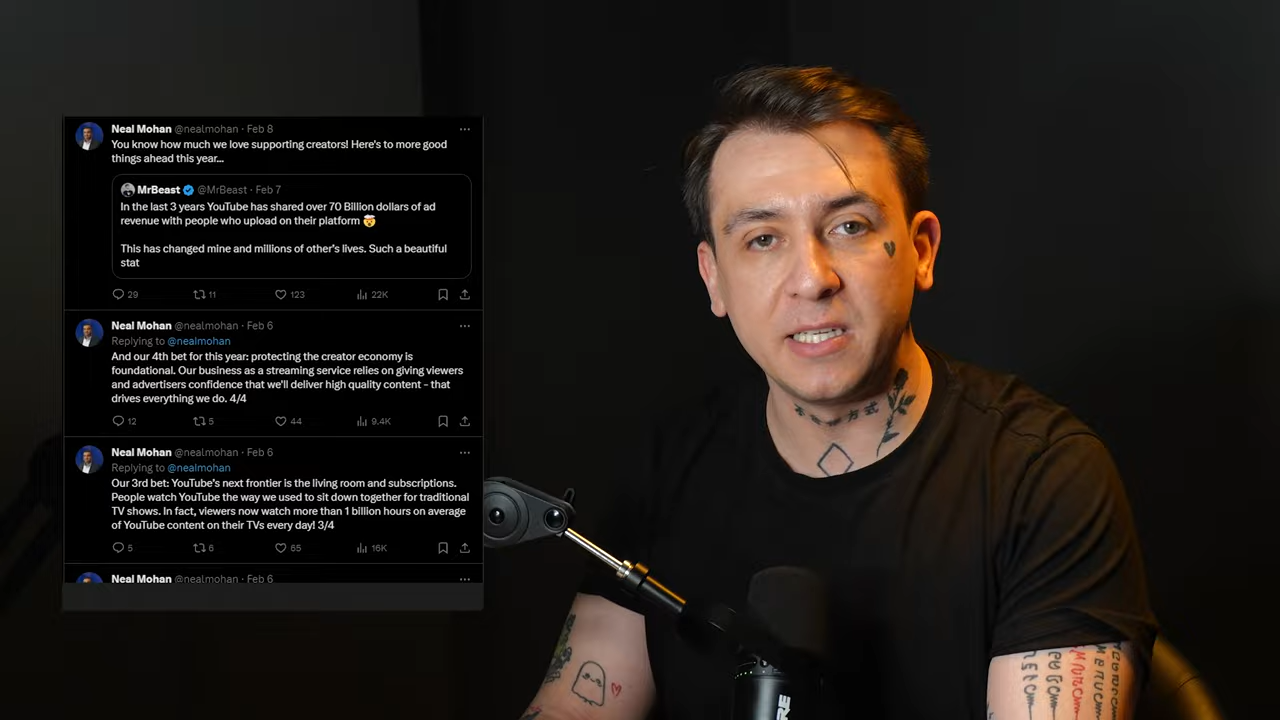 Neal Mohan @nealmohan · Feb 8 ···
You know how much we love supporting creators! Here's to more good
things ahead this year...
MrBeast @MrBeast · Feb 7
In the last 3 years YouTube has shared over 70 Billion dollars of ad
revenue with people who upload on their platform 🤯
This has changed mine and millions of other's lives. Such a beautiful
stat
29 11 123 22K
Neal Mohan @nealmohan · Feb 6 ···
Replying to @nealmohan
And our 4th bet for this year: protecting the creator economy is
foundational. Our business as a streaming service relies on giving viewers
and advertisers confidence that we'll deliver high quality content - that
drives everything we do. 4/4
12 5 44 9.4K
Neal Mohan @nealmohan · Feb 6 ···
Replying to @nealmohan
Our 3rd bet: YouTube's next frontier is the living room and subscriptions.
People watch YouTube the way we used to sit down together for traditional
TV shows. In fact, viewers now watch more than 1 billion hours on average
of YouTube content on their TVs every day! 3/4
5 6 65 16K
Neal Mohan @nealmohan · Feb 6 ···